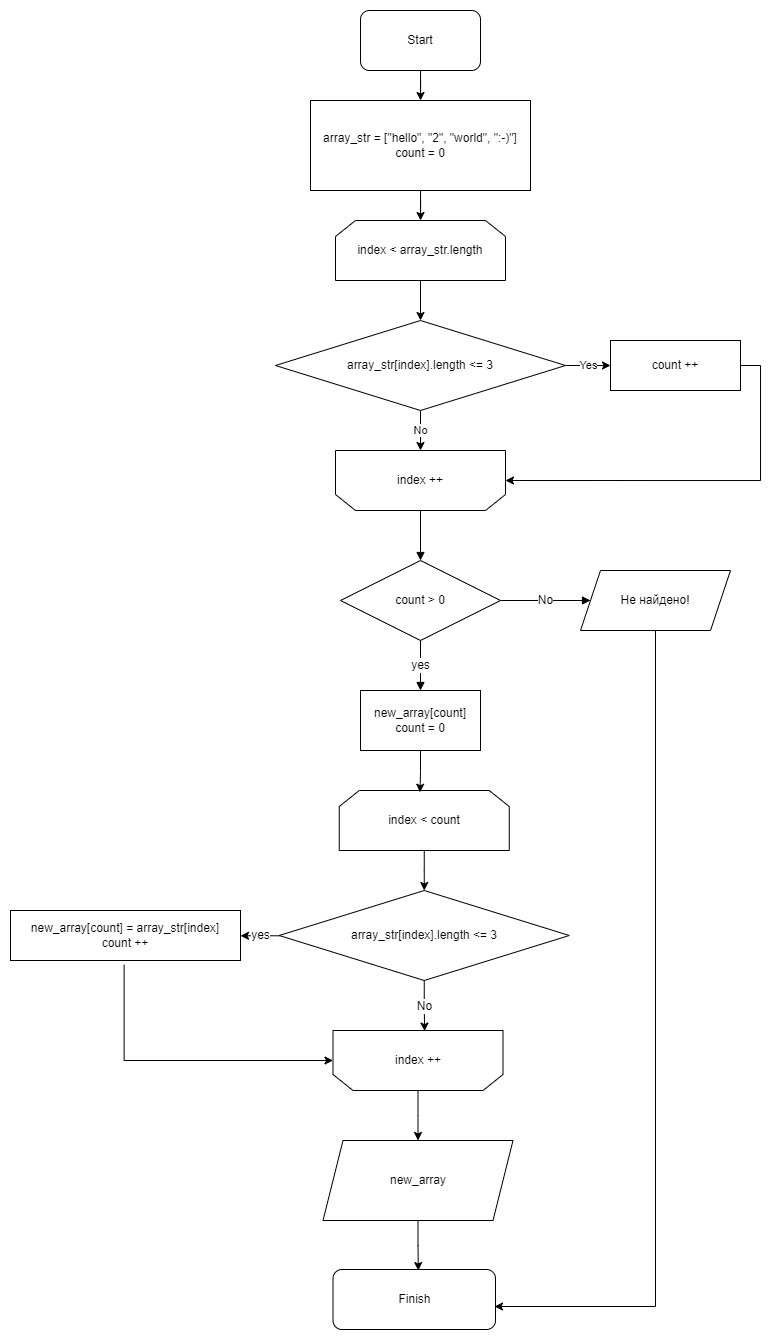 Start
array_str = ["hello", "2", "world", ":-)"]
count = 0
index < array_str.length
array_str[index].length <= 3
Yes
count ++
No
index ++
count > 0
No
Не найдено!
yes
new_array[count]
count = 0
index < count
new_array[count] = array_str[index]
count ++
yes
array_str[index].length <= 3
No
index ++
new_array
Finish